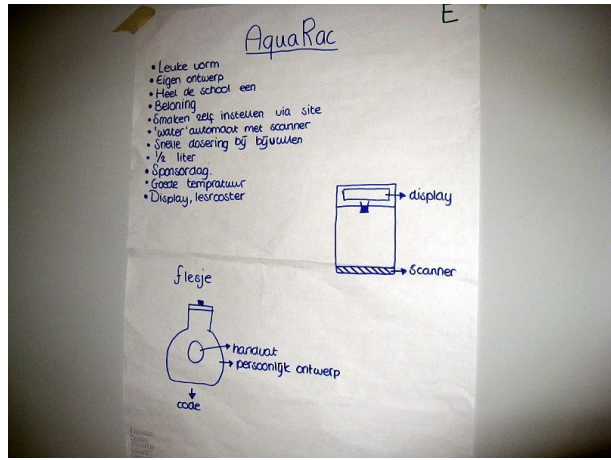 E
AquaRac
• Leuke vorm
• Eigen ontwerp
• Heel de school een
• Beloning
• Smaken zelf instellen via site
• 'water' automaat met scanner
• Snelle dosering bij bijvullen
• 1/2 liter
• Sponsordag.
• Goede tempratuur
• Display, lesrooster
display
scanner
flesje
handvat
persoonlijk ontwerp
code